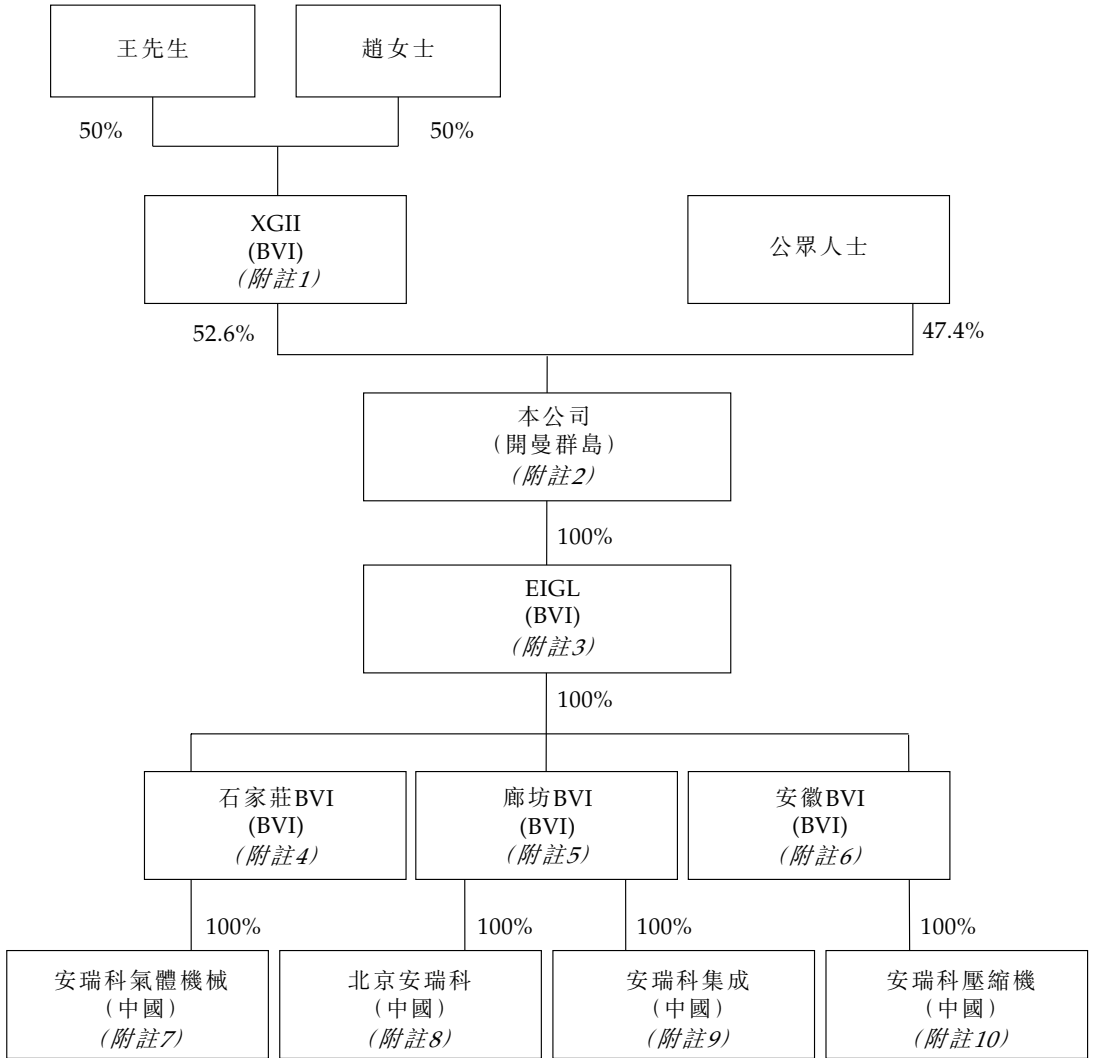 王先生
趙女士
50%
50%
XGII
(BVI)
(附註1)
公眾人士
52.6%
47.4%
本公司
(開曼群島)
(附註2)
100%
EIGL
(BVI)
(附註3)
100%
石家莊BVI
(BVI)
(附註4)
廊坊BVI
(BVI)
(附註5)
安徽BVI
(BVI)
(附註6)
100%
100%
100%
100%
安瑞科氣體機械
(中國)
(附註7)
北京安瑞科
(中國)
(附註8)
安瑞科集成
(中國)
(附註9)
安瑞科壓縮機
(中國)
(附註10)